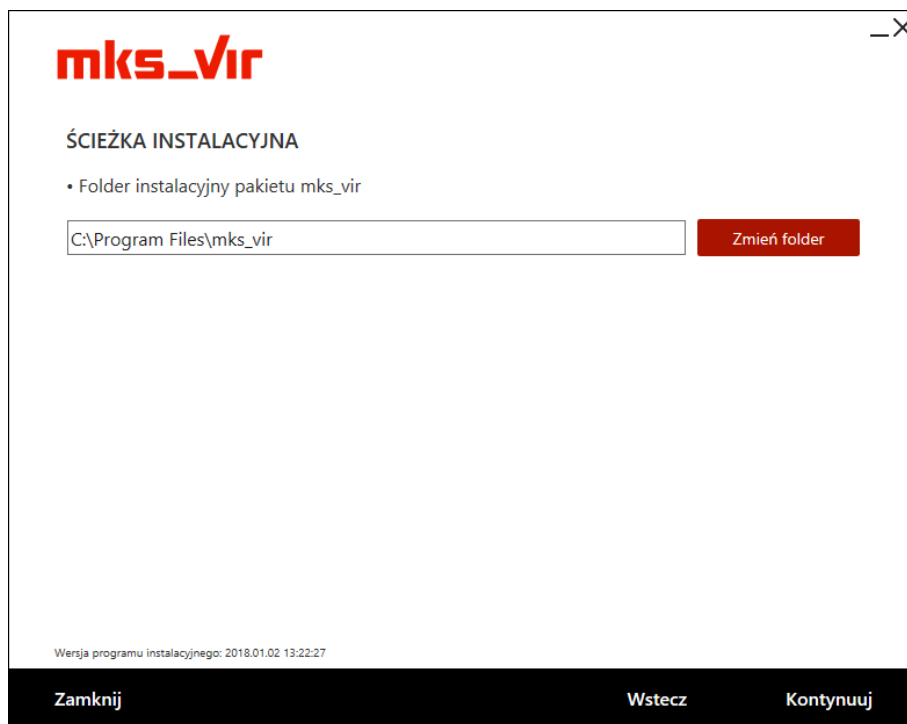 mks_vir
ŚCIEŻKA INSTALACYJNA
• Folder instalacyjny pakietu mks_vir
C:\Program Files\mks_vir
Zmień folder
Wersja programu instalacyjnego: 2018.01.02 13:22:27
Zamknij
Wstecz
Kontynuuj